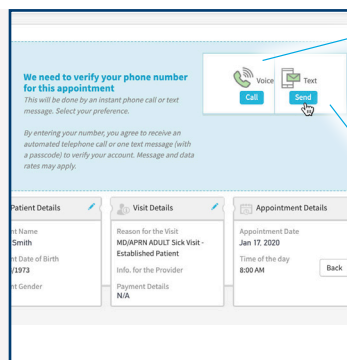 We need to verify your phone number
for this appointment
This will be done by an instant phone call or text
message. Select your preference.
By entering your number, you agree to receive an
automated telephone call or one text message (with
a passcode) to verify your account. Message and data
rates may apply.
Voice
Call
Text
Send
Patient Details
nt Name
Smith
nt Date of Birth
/1973
nt Gender
Visit Details
Reason for the Visit
MD/APRN ADULT Sick Visit -
Established Patient
Info. for the Provider
Payment Details
N/A
Appointment Details
Appointment Date
Jan 17, 2020
Time of the day
8:00 AM
Back